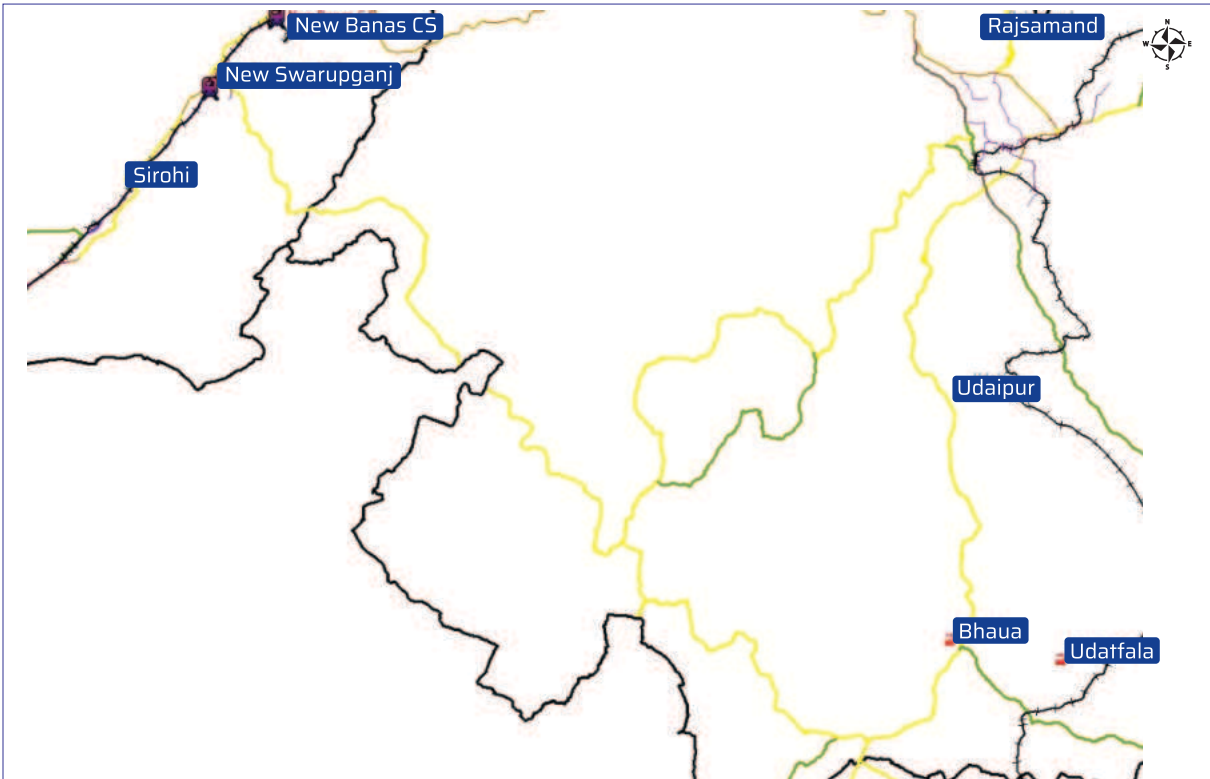 New Banas CS
Rajsamand
N
W E
S
New Swarupganj
Sirohi
Udaipur
Bhaua
Udatfala